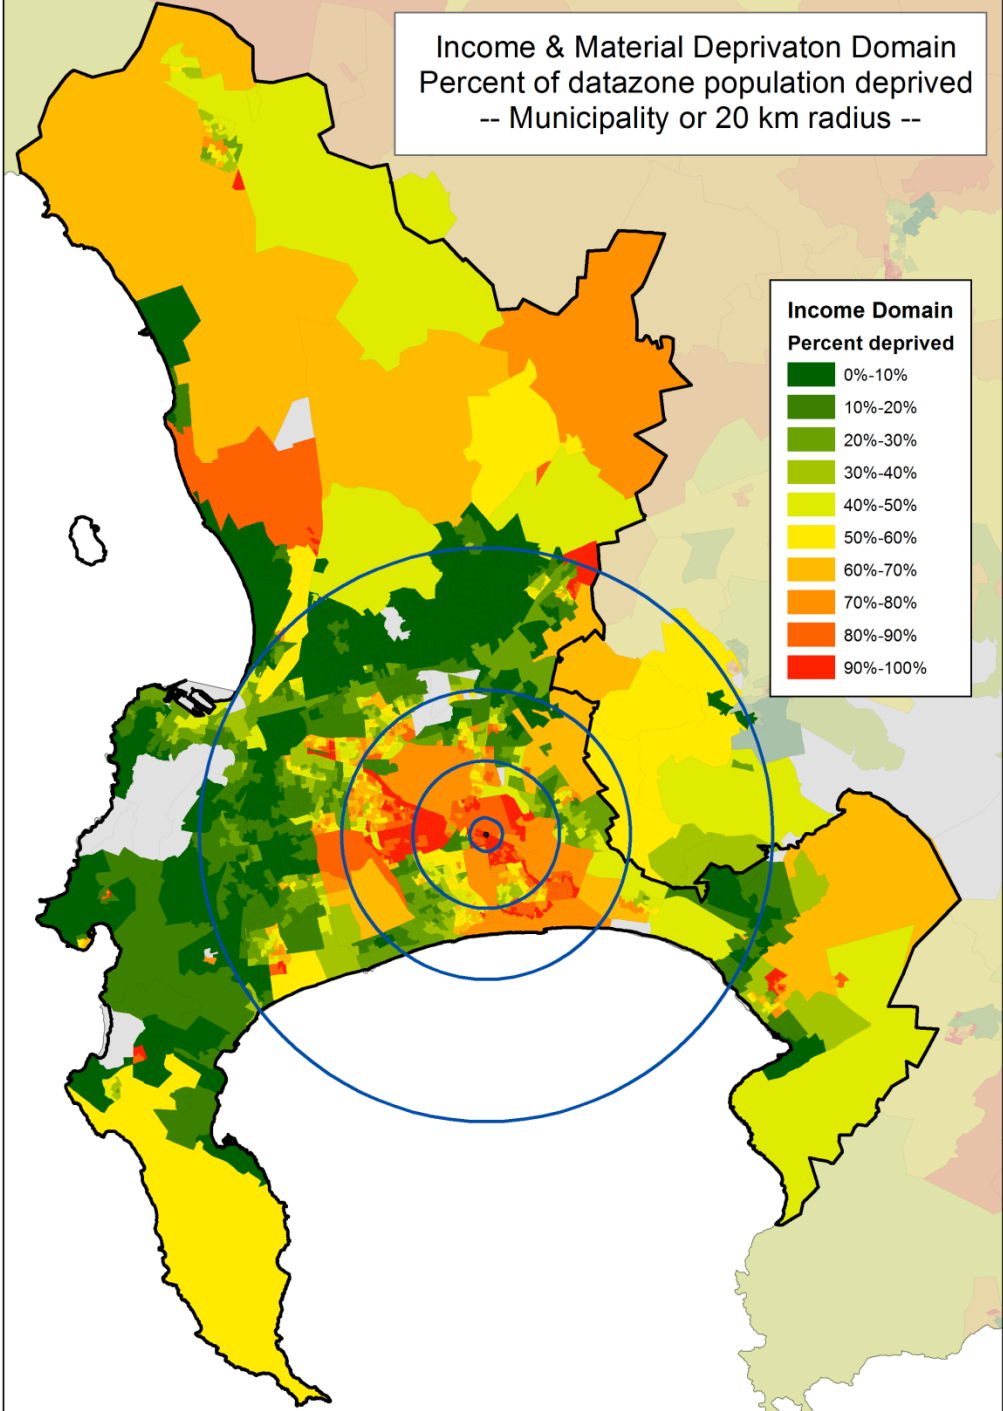 Income & Material Deprivaton Domain
Percent of datazone population deprived
-- Municipality or 20 km radius --
Income Domain
Percent deprived
0%-10%
10%-20%
20%-30%
30%-40%
40%-50%
50%-60%
60%-70%
70%-80%
80%-90%
90%-100%